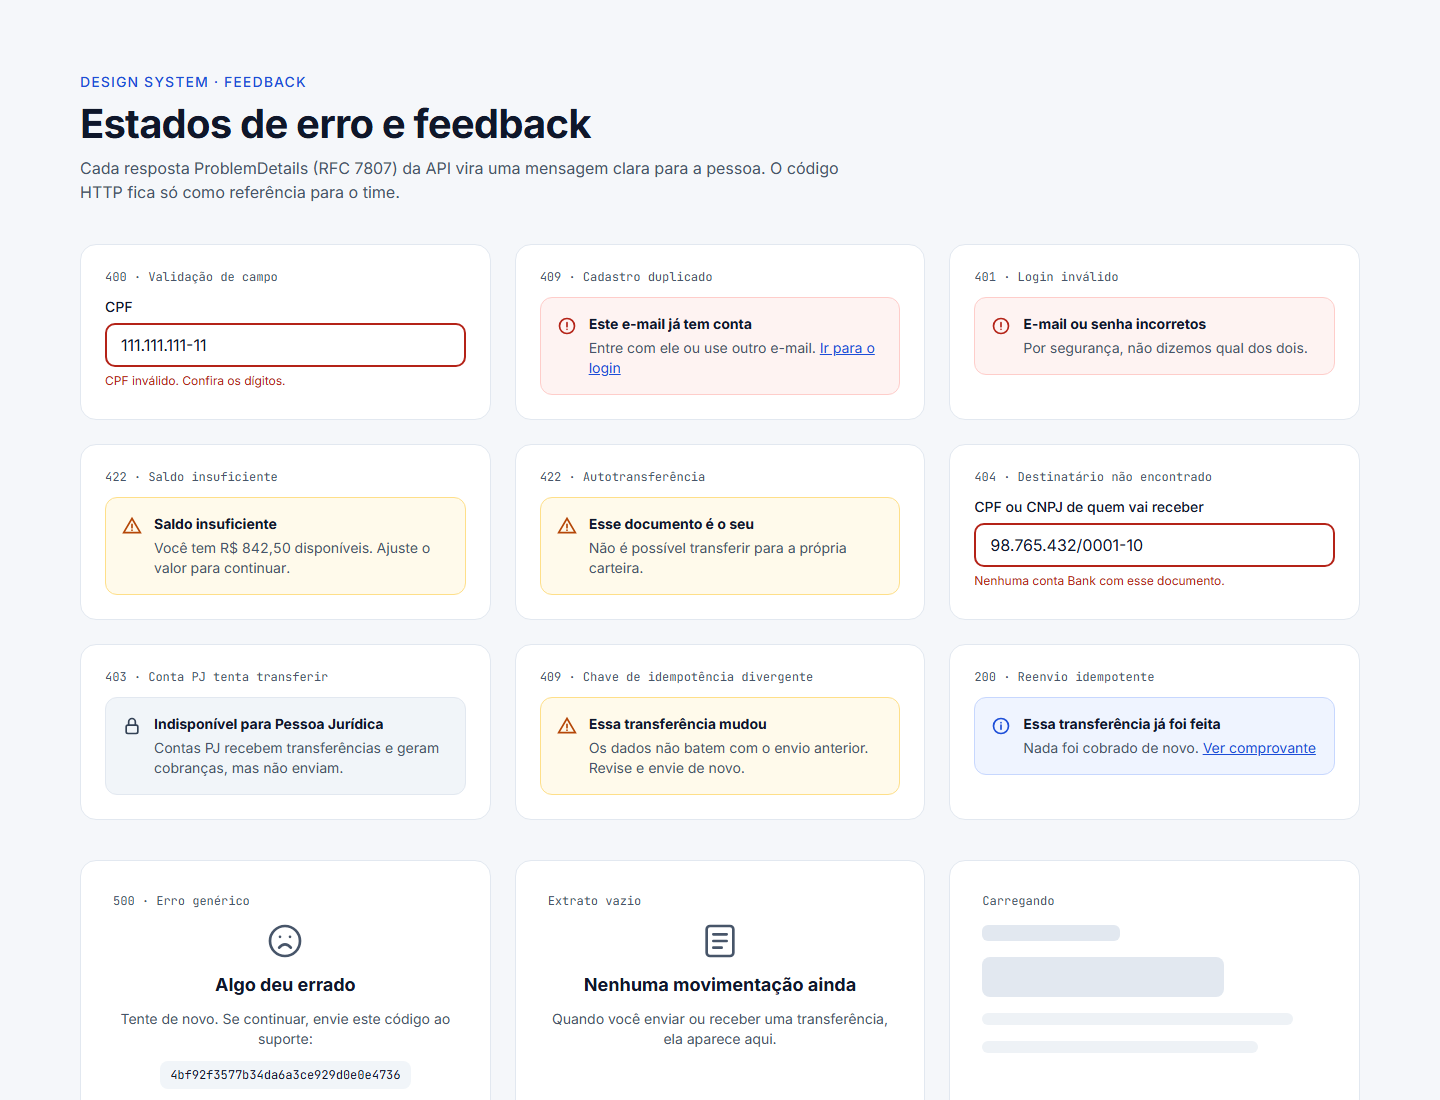 DESIGN SYSTEM · FEEDBACK
Estados de erro e feedback
Cada resposta ProblemDetails (RFC 7807) da API vira uma mensagem clara para a pessoa. O código
HTTP fica só como referência para o time.
400 · Validação de campo
CPF
111.111.111-11
CPF inválido. Confira os dígitos.
409 · Cadastro duplicado
Este e-mail já tem conta
Entre com ele ou use outro e-mail. Ir para o
login
401 · Login inválido
E-mail ou senha incorretos
Por segurança, não dizemos qual dos dois.
422 · Saldo insuficiente
Saldo insuficiente
Você tem R$ 842,50 disponíveis. Ajuste o
valor para continuar.
422 · Autotransferência
Esse documento é o seu
Não é possível transferir para a própria
carteira.
404 · Destinatário não encontrado
CPF ou CNPJ de quem vai receber
98.765.432/0001-10
Nenhuma conta Bank com esse documento.
403 · Conta PJ tenta transferir
Indisponível para Pessoa Jurídica
Contas PJ recebem transferências e geram
cobranças, mas não enviam.
409 · Chave de idempotência divergente
Essa transferência mudou
Os dados não batem com o envio anterior.
Revise e envie de novo.
200 · Reenvio idempotente
Essa transferência já foi feita
Nada foi cobrado de novo. Ver comprovante
500 · Erro genérico
Algo deu errado
Tente de novo. Se continuar, envie este código ao
suporte:
4bf92f3577b34da6a3ce929d0e0e4736
Extrato vazio
Nenhuma movimentação ainda
Quando você enviar ou receber uma transferência,
ela aparece aqui.
Carregando